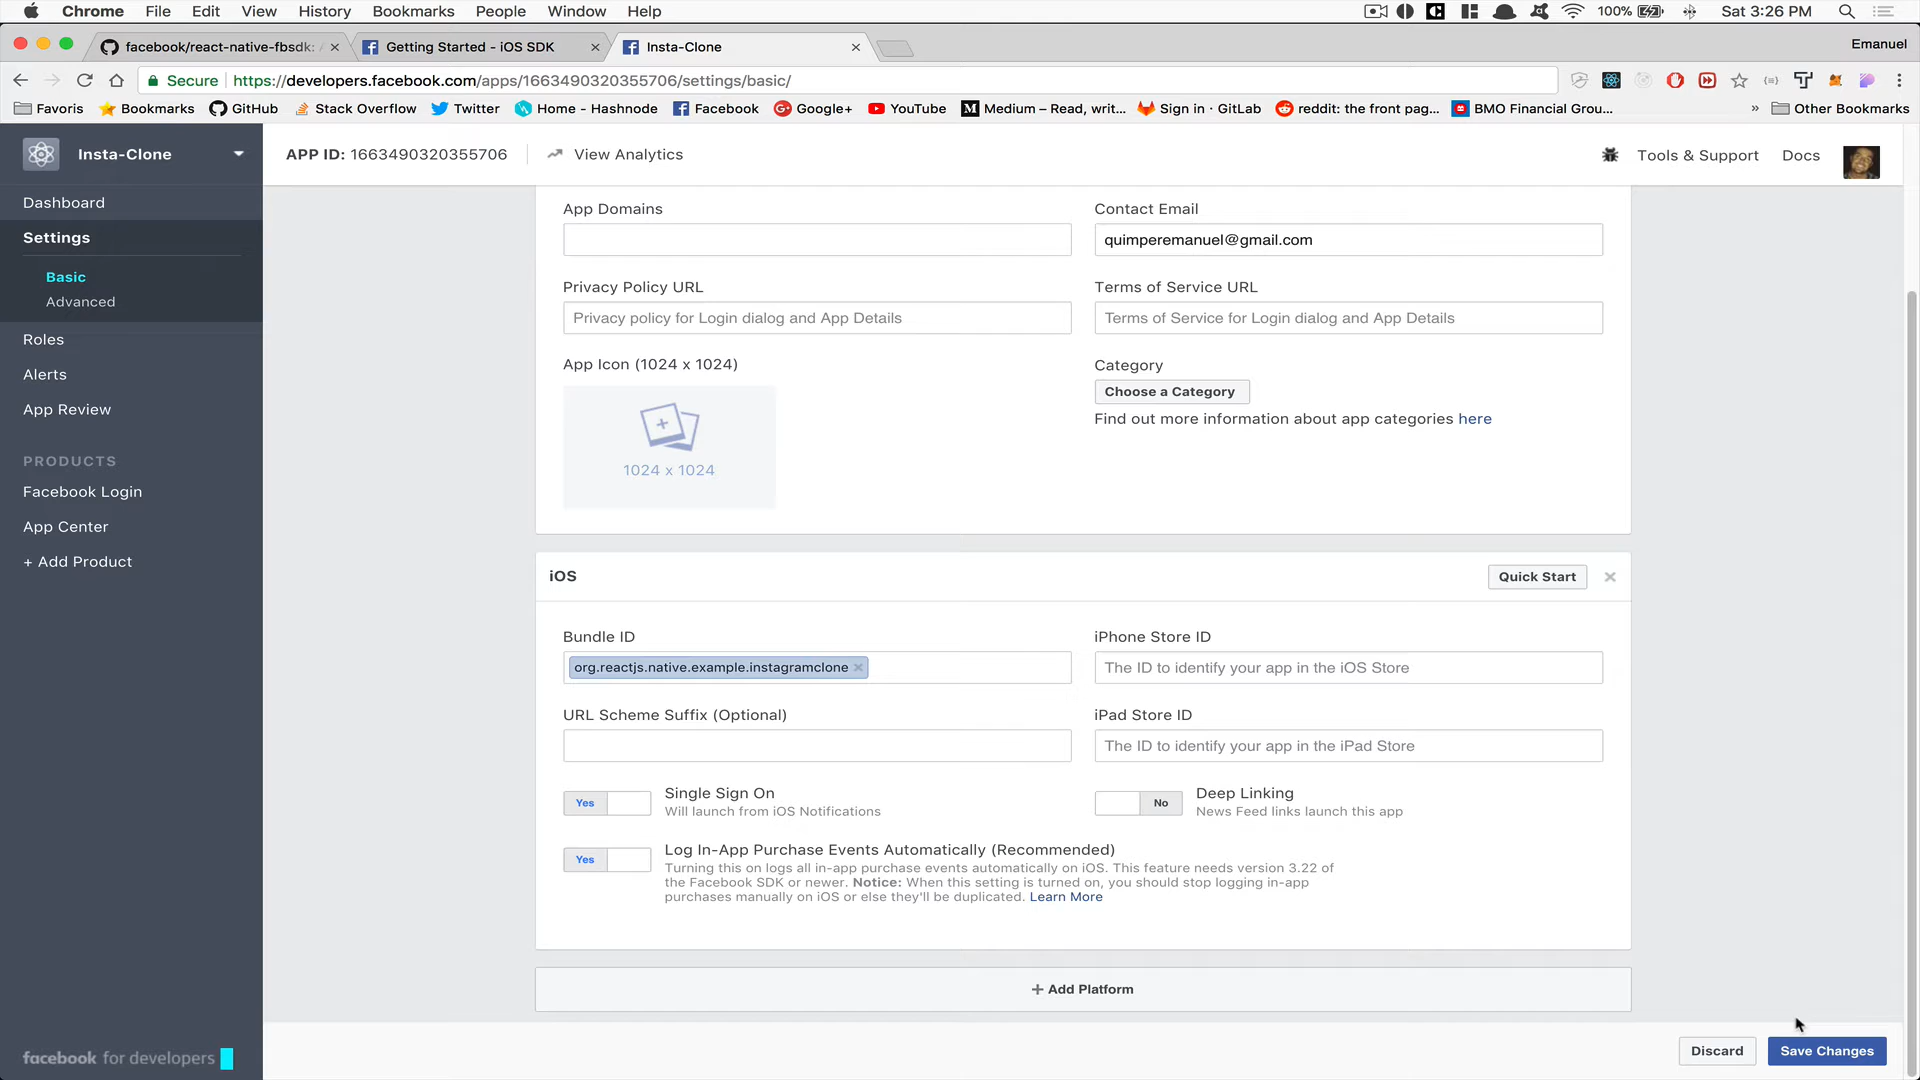 Chrome File Edit View History Bookmarks People Window Help 100% Sat 3:26 PM
facebook/react-native-fbsdk: Getting Started - iOS SDK Insta-Clone Emanuel
Secure https://developers.facebook.com/apps/1663490320355706/settings/basic/
Favoris Bookmarks GitHub Stack Overflow Twitter Home - Hashnode Facebook Google+ YouTube Medium – Read, writ... Sign in · GitLab reddit: the front pag... BMO Financial Grou... » Other Bookmarks
Insta-Clone APP ID: 1663490320355706 View Analytics Tools & Support Docs
Dashboard
Settings
Basic
Advanced
Roles
Alerts
App Review
PRODUCTS
Facebook Login
App Center
+ Add Product
facebook for developers
App Domains Contact Email
quimperemanuel@gmail.com
Privacy Policy URL Terms of Service URL
Privacy policy for Login dialog and App Details Terms of Service for Login dialog and App Details
App Icon (1024 x 1024) Category
Choose a Category
Find out more information about app categories here
1024 x 1024
iOS Quick Start
Bundle ID iPhone Store ID
org.reactjs.native.example.instagramclone The ID to identify your app in the iOS Store
URL Scheme Suffix (Optional) iPad Store ID
The ID to identify your app in the iPad Store
Yes Single Sign On No Deep Linking
Will launch from iOS Notifications News Feed links launch this app
Yes Log In-App Purchase Events Automatically (Recommended)
Turning this on logs all in-app purchase events automatically on iOS. This feature needs version 3.22 of
the Facebook SDK or newer. Notice: When this setting is turned on, you should stop logging in-app
purchases manually on iOS or else they'll be duplicated. Learn More
+ Add Platform
Discard Save Changes